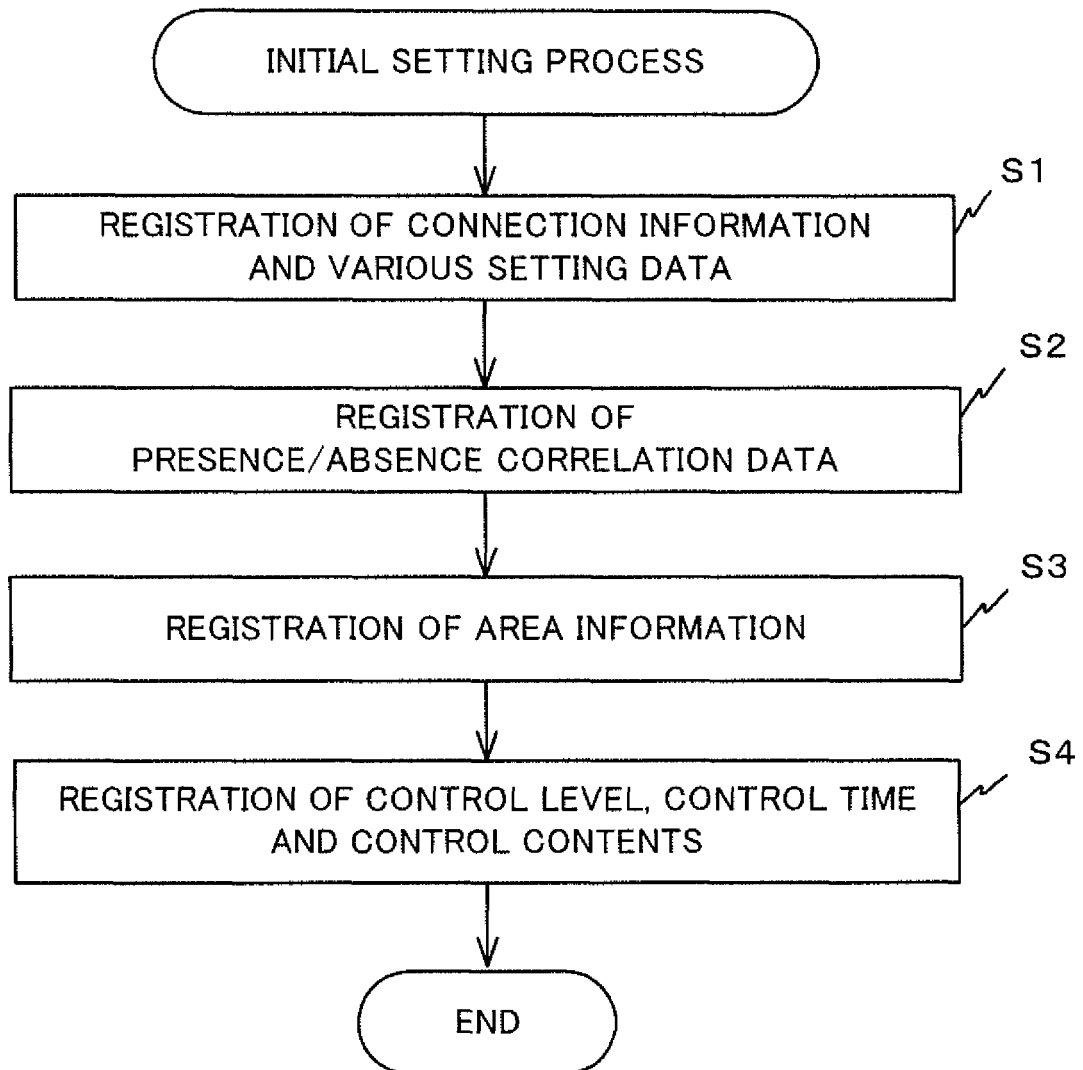 INITIAL SETTING PROCESS
S1
REGISTRATION OF CONNECTION INFORMATION
AND VARIOUS SETTING DATA
S2
REGISTRATION OF
PRESENCE/ABSENCE CORRELATION DATA
S3
REGISTRATION OF AREA INFORMATION
S4
REGISTRATION OF CONTROL LEVEL, CONTROL TIME
AND CONTROL CONTENTS
END